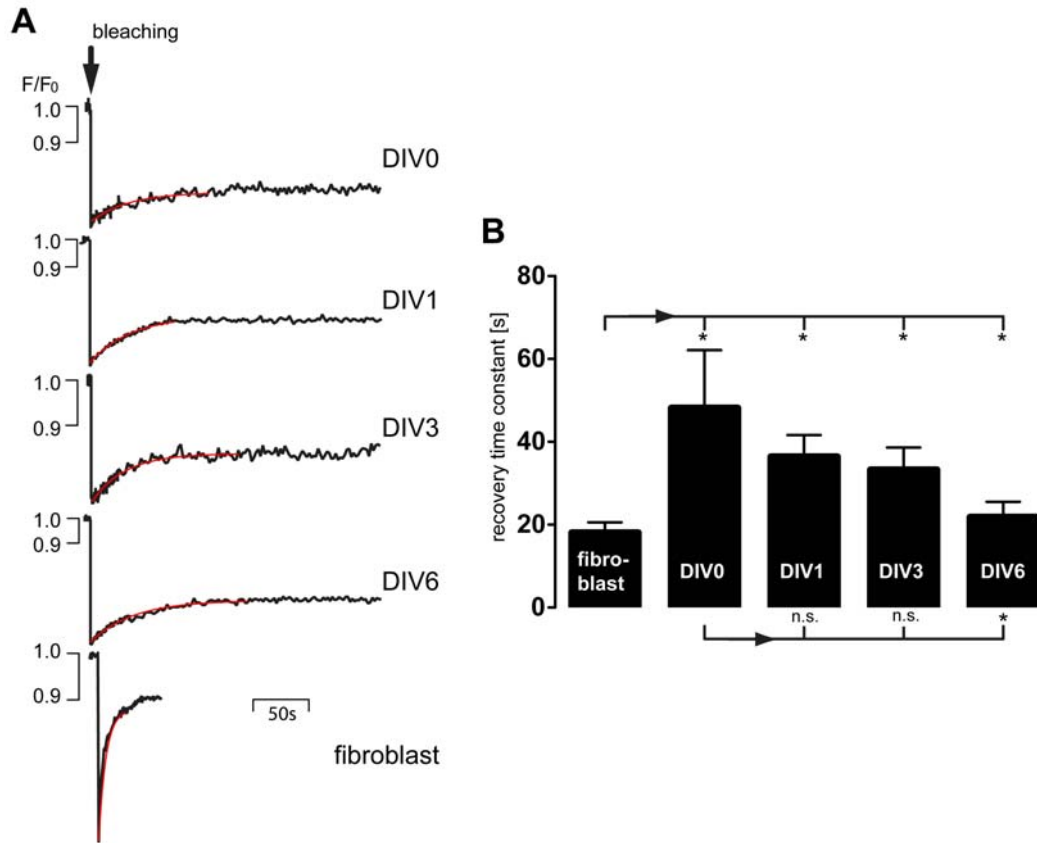 A
bleaching
F/F0
1.0
0.9
DIV0
1.0
0.9
DIV1
1.0
0.9
DIV3
1.0
0.9
DIV6
1.0
0.9
50s
fibroblast
B
recovery time constant [s]
80
60
40
20
0
* * * *
fibro-
blast
DIV0 DIV1 DIV3 DIV6
n.s. n.s. *